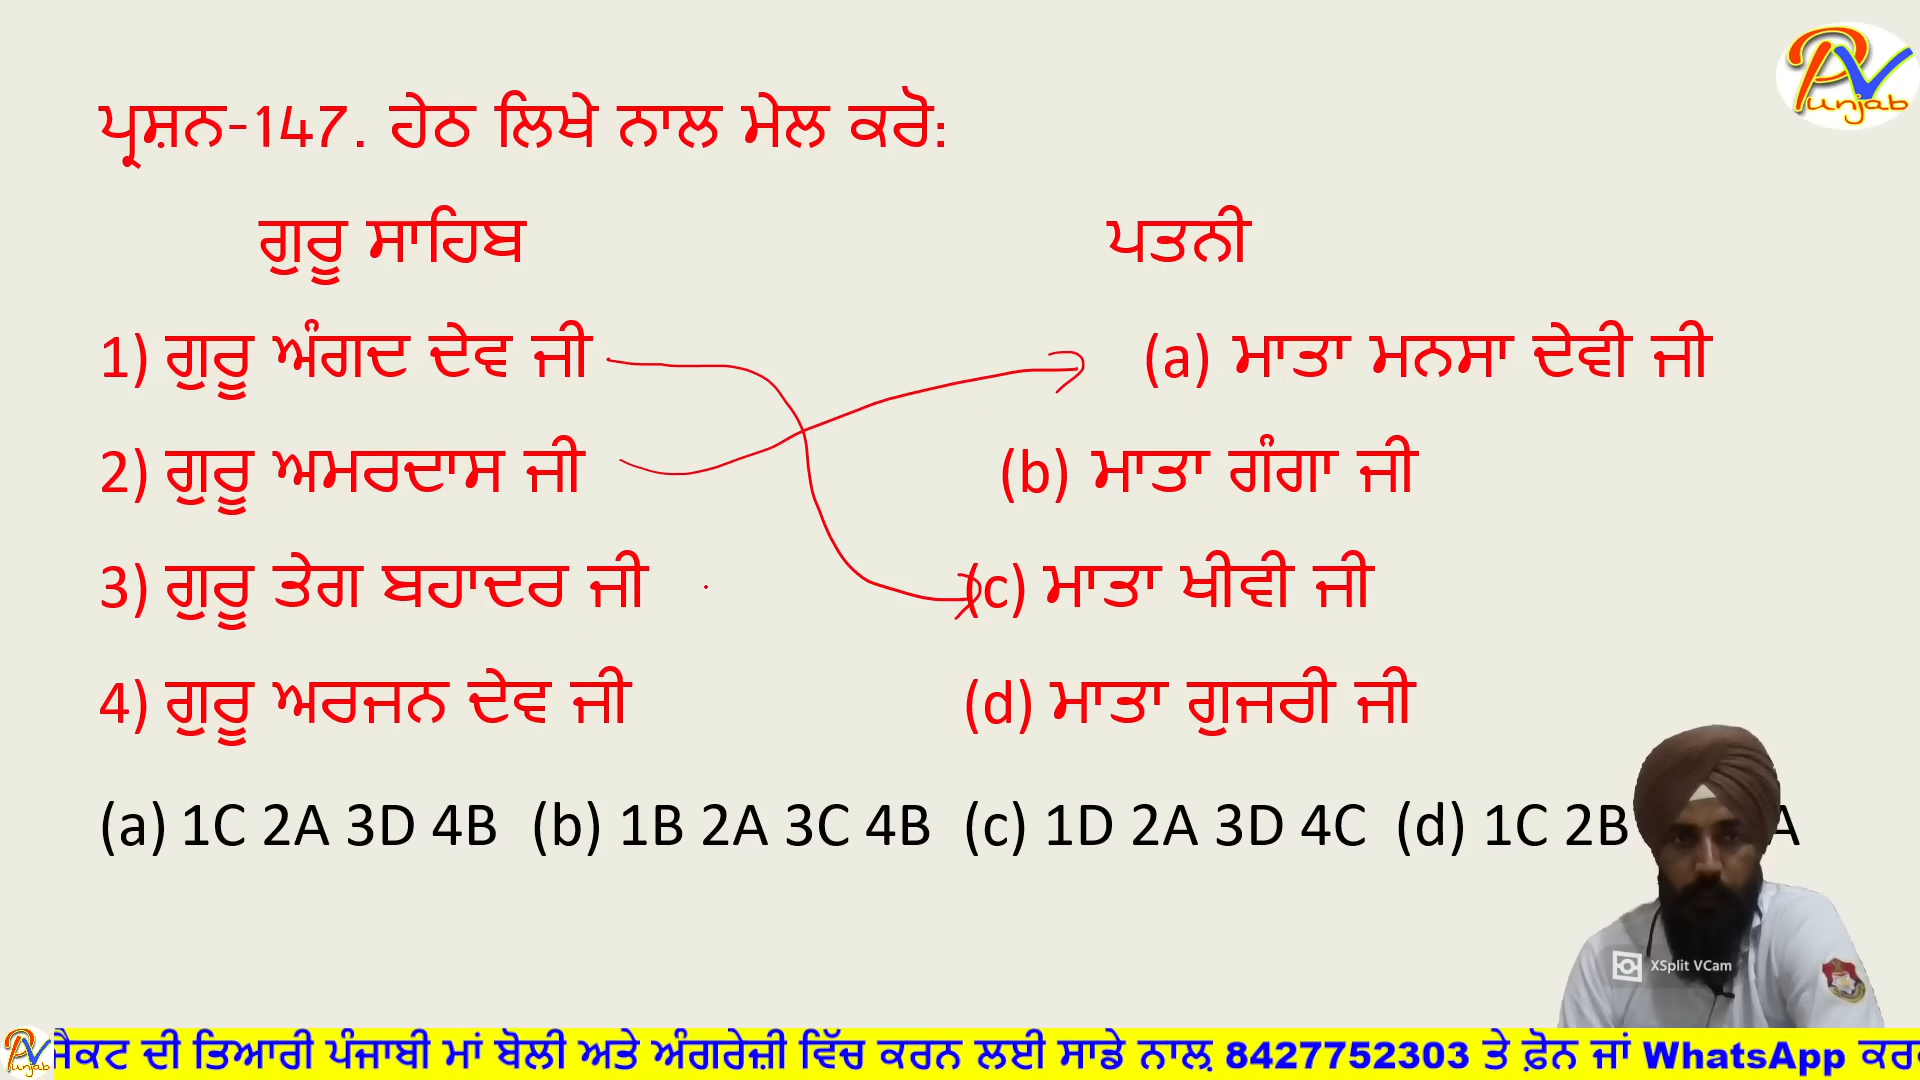 PV
unjab
ਪ੍ਰਸ਼ਨ-147. ਹੇਠ ਲਿਖੇ ਨਾਲ ਮੇਲ ਕਰੋ:
ਗੁਰੂ ਸਾਹਿਬ ਪਤਨੀ
1) ਗੁਰੂ ਅੰਗਦ ਦੇਵ ਜੀ (a) ਮਾਤਾ ਮਨਸਾ ਦੇਵੀ ਜੀ
2) ਗੁਰੂ ਅਮਰਦਾਸ ਜੀ (b) ਮਾਤਾ ਗੰਗਾ ਜੀ
3) ਗੁਰੂ ਤੇਗ ਬਹਾਦਰ ਜੀ (c) ਮਾਤਾ ਖੀਵੀ ਜੀ
4) ਗੁਰੂ ਅਰਜਨ ਦੇਵ ਜੀ (d) ਮਾਤਾ ਗੁਜਰੀ ਜੀ
(a) 1C 2A 3D 4B (b) 1B 2A 3C 4B (c) 1D 2A 3D 4C (d) 1C 2B
XSplit VCam
ਦੀ ਤਿਆਰੀ ਪੰਜਾਬੀ ਮਾਂ ਬੋਲੀ ਅਤੇ ਅੰਗਰੇਜ਼ੀ ਵਿੱਚ ਕਰਨ ਲਈ ਸਾਡੇ ਨਾਲ਼ 8427752303 ਤੇ ਫ਼ੋਨ ਜਾਂ WhatsApp